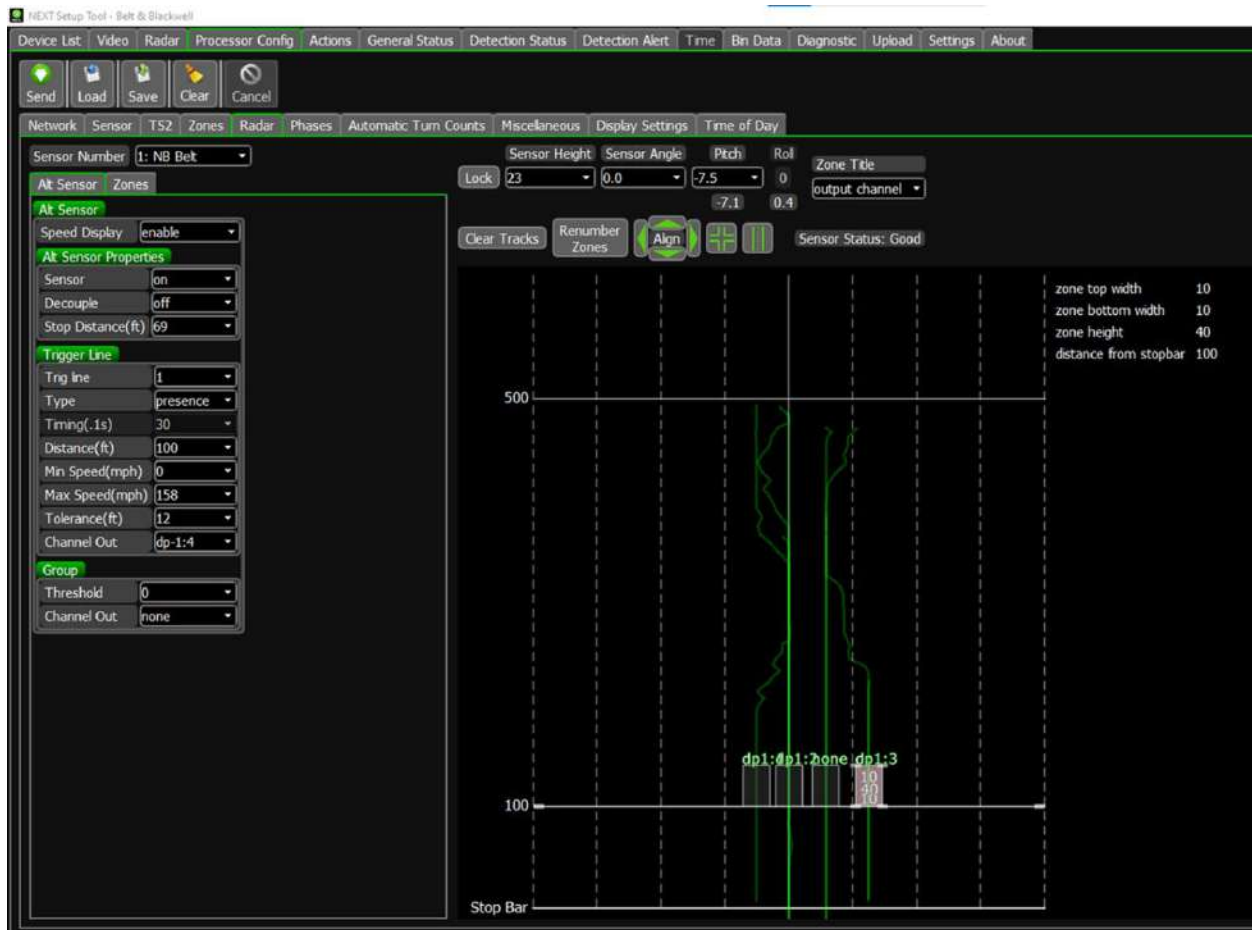 NEXT Setup Tool - Belt & Blackwell
Device List Video Radar Processor Config Actions General Status Detection Status Detection Alert Time Bin Data Diagnostic Upload Settings About
Send Load Save Clear Cancel
Network Sensor TS2 Zones Radar Phases Automatic Turn Counts Miscellaneous Display Settings Time of Day
Sensor Number 1: NB Belt
Alt Sensor Zones
Alt Sensor
Speed Display enable
Alt Sensor Properties
Sensor on
Decouple off
Stop Distance(ft) 69
Trigger Line
Trig line 1
Type presence
Timing(.1s) 30
Distance(ft) 100
Min Speed(mph) 0
Max Speed(mph) 158
Tolerance(ft) 12
Channel Out dp-1:4
Group
Threshold 0
Channel Out none
Sensor Height Sensor Angle Pitch Roll
Zone Title
Lock 23 0.0 -7.5 0
output channel
-7.1 0.4
Clear Tracks Renumber Zones Align Sensor Status: Good
zone top width 10
zone bottom width 10
zone height 40
distance from stopbar 100
500
dp1:2 none dp1:3
10
40
10
100
Stop Bar